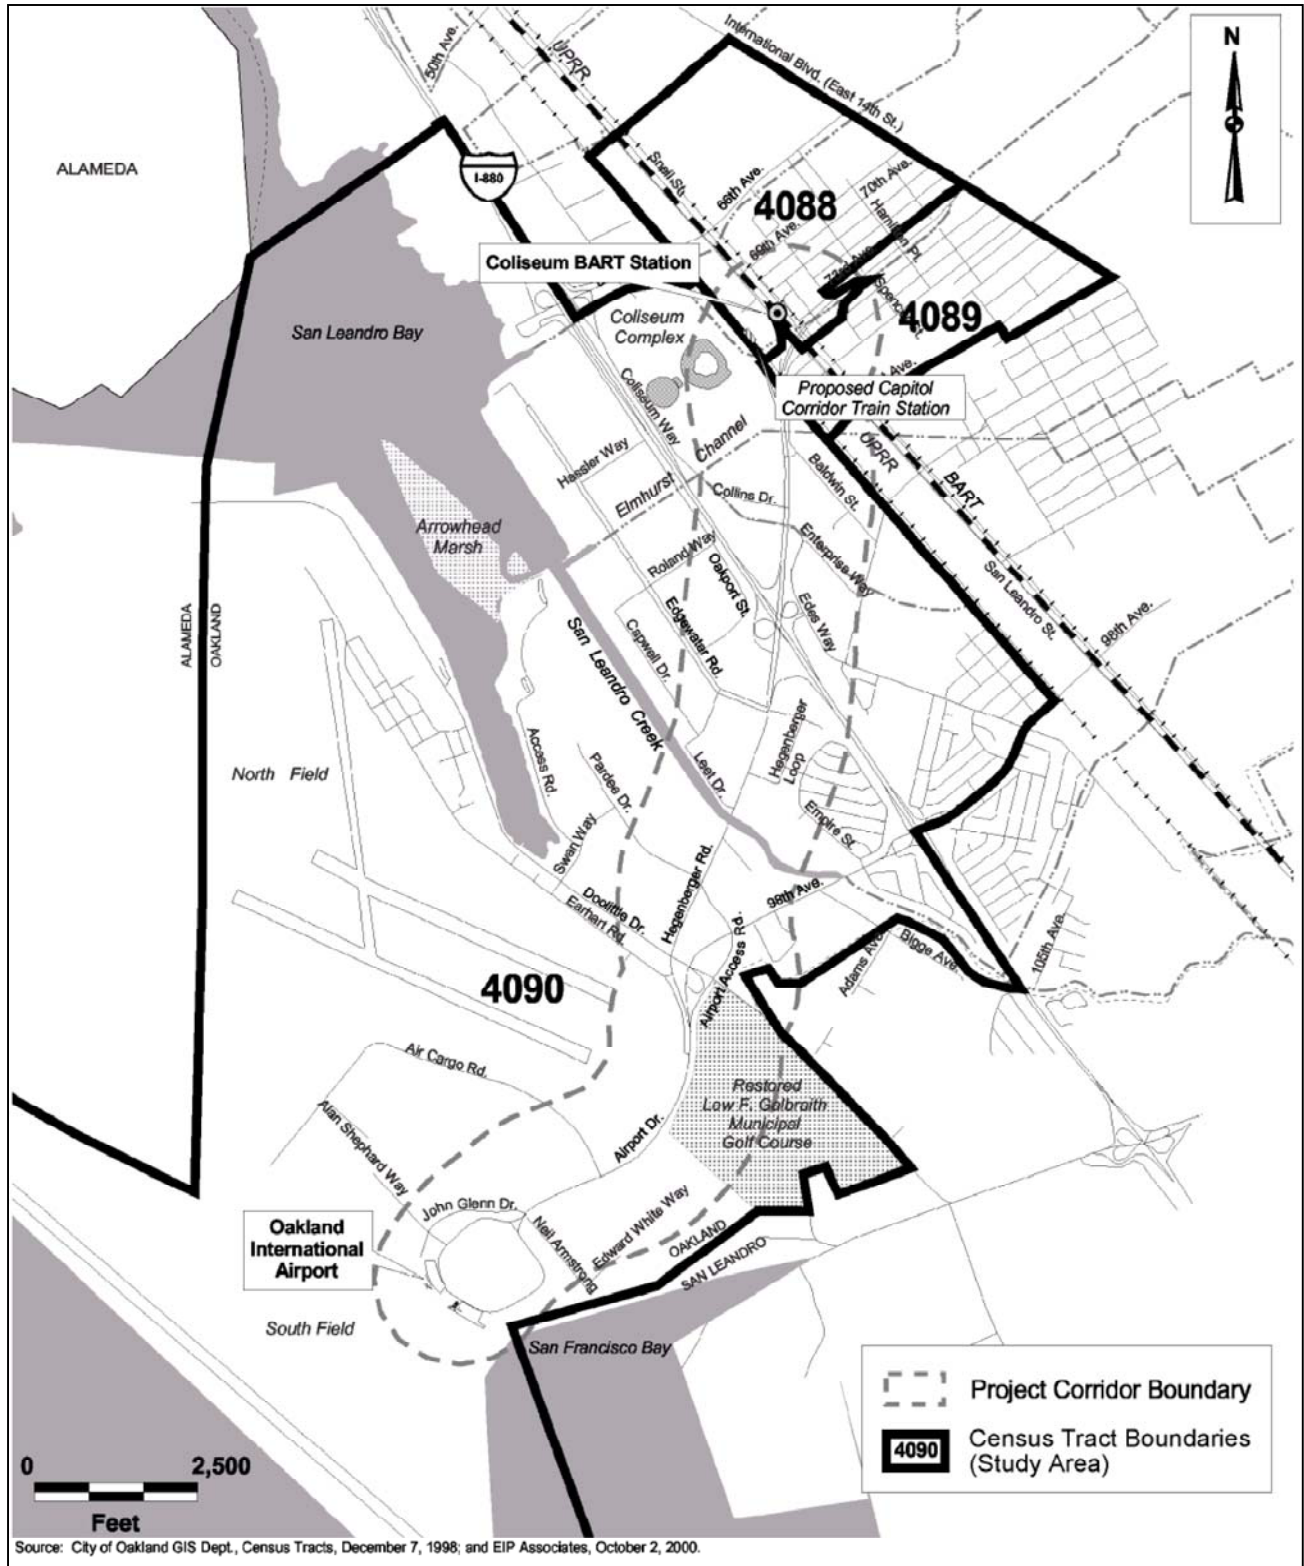 N
International Blvd. (East 14th St.)
50th Ave.
UPRR
ALAMEDA
I-880
Snell St.
66th Ave.
70th Ave.
4088
Hamilton Pl.
69th Ave.
73rd Ave.
Coliseum BART Station
Spencer
4089
Coliseum
Complex
San Leandro Bay
Ave.
Proposed Capitol
Corridor Train Station
Coliseum Way
Channel
UPRR
BART
Hassler Way
Elmhurst
Collins Dr.
Baldwin St.
Arrowhead
Marsh
Enterprise Way
Roland Way
Oakport St.
San Leandro St.
98th Ave.
Edgewater Rd.
Edes Way
Capwell Dr.
ALAMEDA
OAKLAND
San Leandro Creek
Hegenberger
Loop
Access Rd.
Pardee Dr.
Leet Dr.
North Field
Empire St.
Swan Way
Hegenberger Rd.
98th Ave.
Doolittle Dr.
Earhart Rd.
Airport Access Rd.
Adams Ave.
Bigge Ave.
105th Ave.
4090
Air Cargo Rd.
Restored
Low F. Galbraith
Municipal
Golf Course
Alan Shephard Way
Airport Dr.
John Glenn Dr.
Neil Armstrong
Edward White Way
OAKLAND
SAN LEANDRO
Oakland
International
Airport
South Field
San Francisco Bay
Project Corridor Boundary
4090
Census Tract Boundaries
(Study Area)
0 2,500
Feet
Source: City of Oakland GIS Dept., Census Tracts, December 7, 1998; and EIP Associates, October 2, 2000.